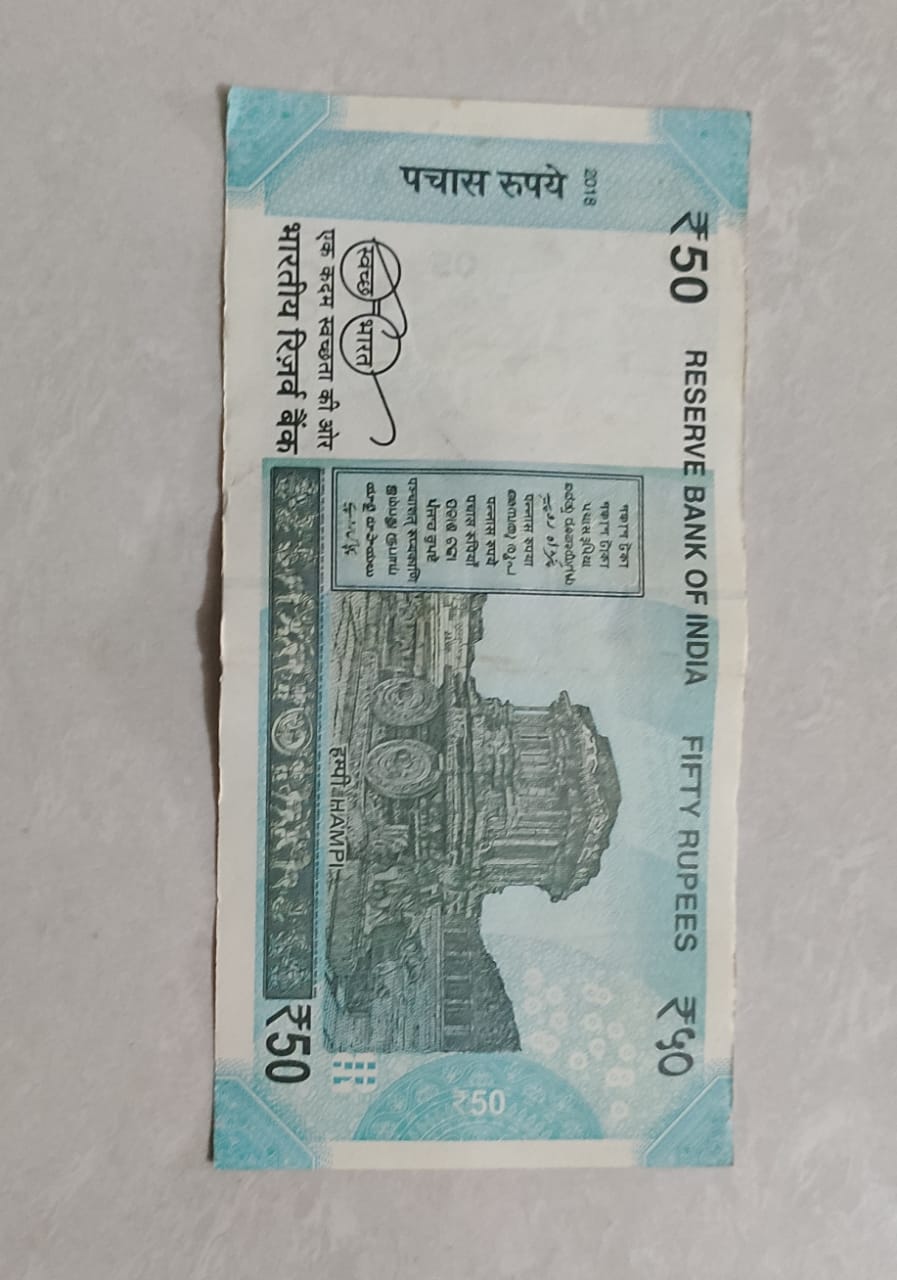 ₹50 RESERVE BANK OF INDIA FIFTY RUPEES ₹५०
2018
पचास रुपये
পঞ্চাশ টকা
পঞ্চাশ টাকা
પચાસ રૂપિયા
ಐವತ್ತು ರೂಪಾಯಿಗಳು
पन्नास रुपया
അമ്പതു രൂപ
पन्नास रुपये
पचास रुपियाँ
ପଚାଶ ଟଙ୍କା
ਪੰਜਾਹ ਰੁਪਏ
पञ्चाशत् रूप्यकाणि
ஐம்பது ரூபாய்
యాభై రూపాయలు
₹50
हम्पी HAMPI
स्वच्छ भारत
एक कदम स्वच्छता की ओर
भारतीय रिज़र्व बैंक
₹50